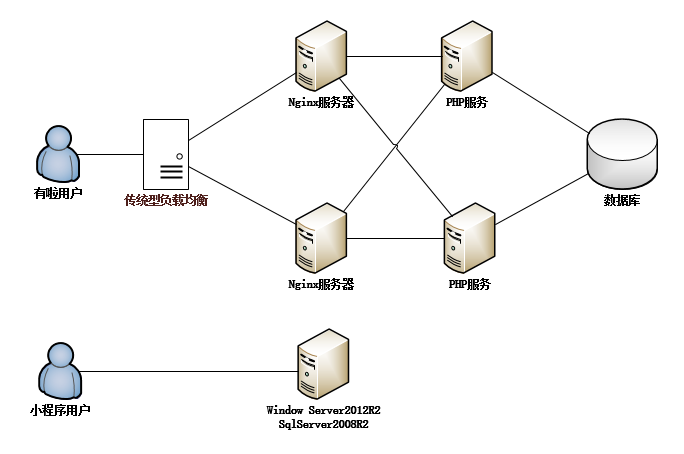 Nginx服务器
PHP服务
有啦用户
传统型负载均衡
数据库
Nginx服务器
PHP服务
小程序用户
Window Server2012R2
SqlServer2008R2